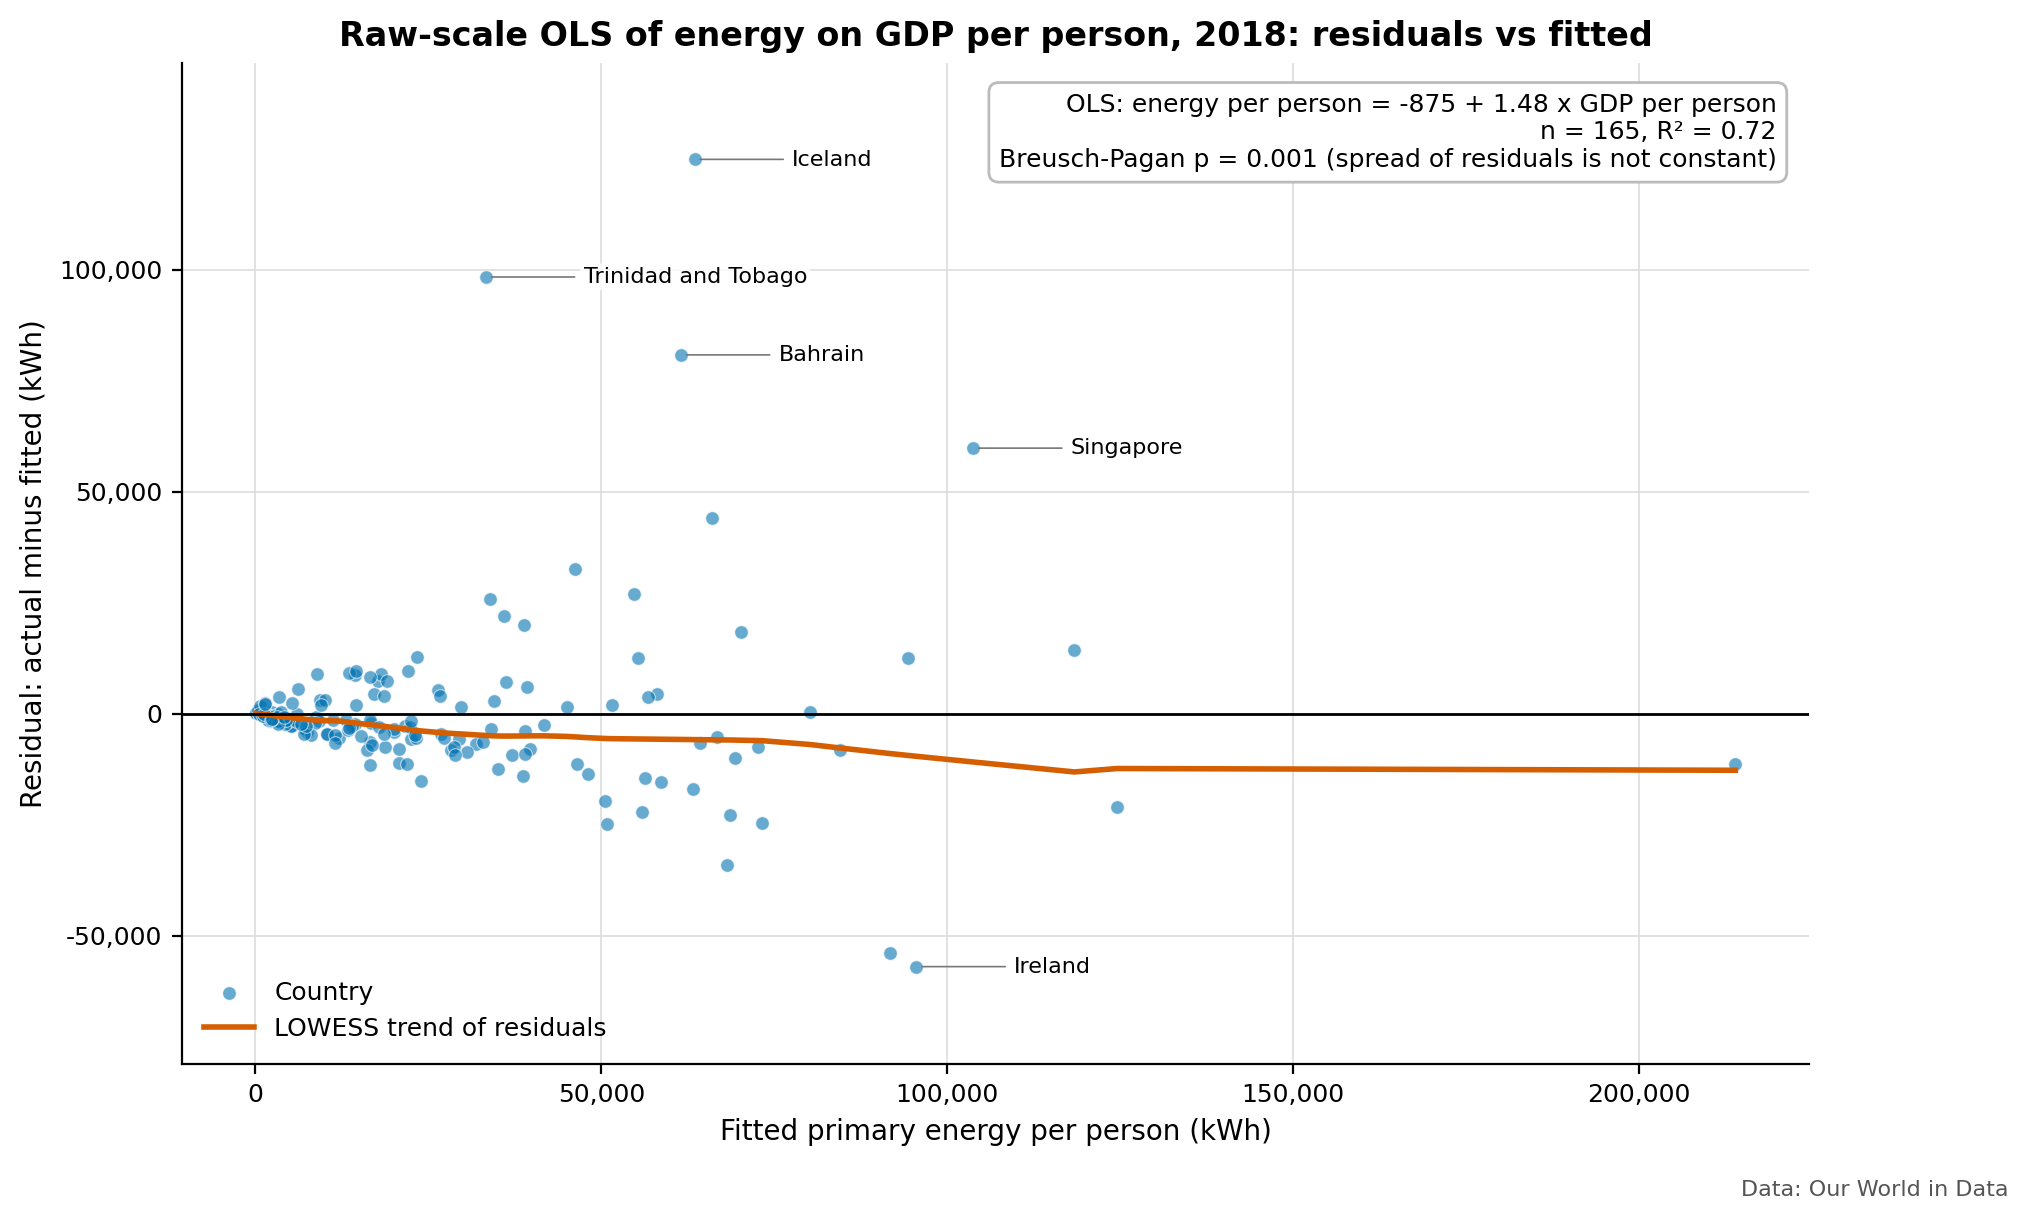 Raw-scale OLS of energy on GDP per person, 2018: residuals vs fitted
OLS: energy per person = -875 + 1.48 x GDP per person
n = 165, R² = 0.72
Breusch-Pagan p = 0.001 (spread of residuals is not constant)
Iceland
Trinidad and Tobago
Bahrain
Singapore
Ireland
Residual: actual minus fitted (kWh)
100,000
50,000
0
-50,000
Country
LOWESS trend of residuals
0
50,000
100,000
150,000
200,000
Fitted primary energy per person (kWh)
Data: Our World in Data